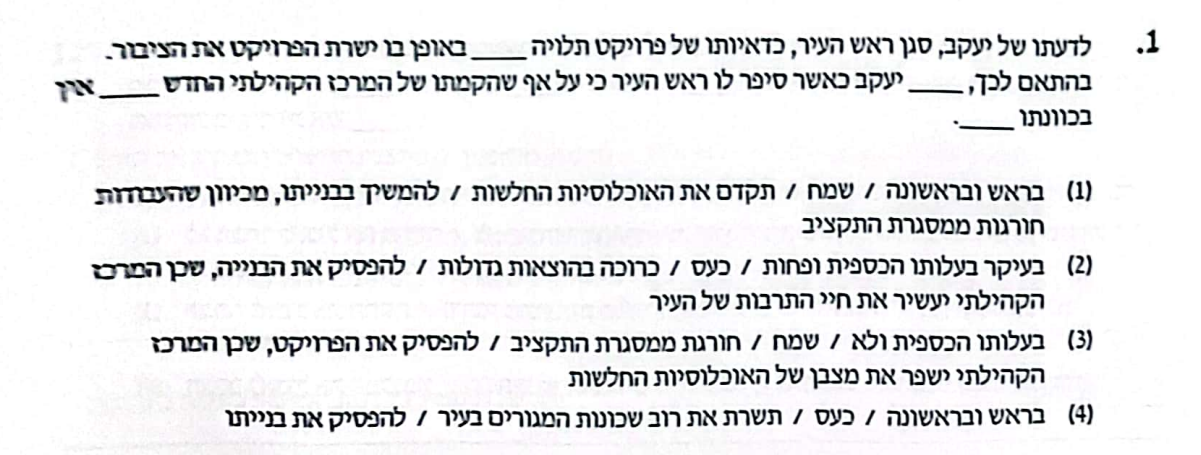 1. לדעתו של יעקב, סגן ראש העיר, כדאיותו של פרויקט תלויה ____ באופן בו ישרת הפרויקט את הציבור.
בהתאם לכך, ____ יעקב כאשר סיפר לו ראש העיר כי על אף שהקמתו של המרכז הקהילתי החדש ____ אין
בכוונתו ____.
(1) בראש ובראשונה / שמח / תקדם את האוכלוסיות החלשות / להמשיך בבנייתו, מכיוון שהעבודות
חורגות ממסגרת התקציב
(2) בעיקר בעלותו הכספית ופחות / כעס / כרוכה בהוצאות גדולות / להפסיק את הבנייה, שכן המרכז
הקהילתי יעשיר את חיי התרבות של העיר
(3) בעלותו הכספית ולא / שמח / חורגת ממסגרת התקציב / להפסיק את הפרויקט, שכן המרכז
הקהילתי ישפר את מצבן של האוכלוסיות החלשות
(4) בראש ובראשונה / כעס / תשרת את רוב שכונות המגורים בעיר / להפסיק את בנייתו